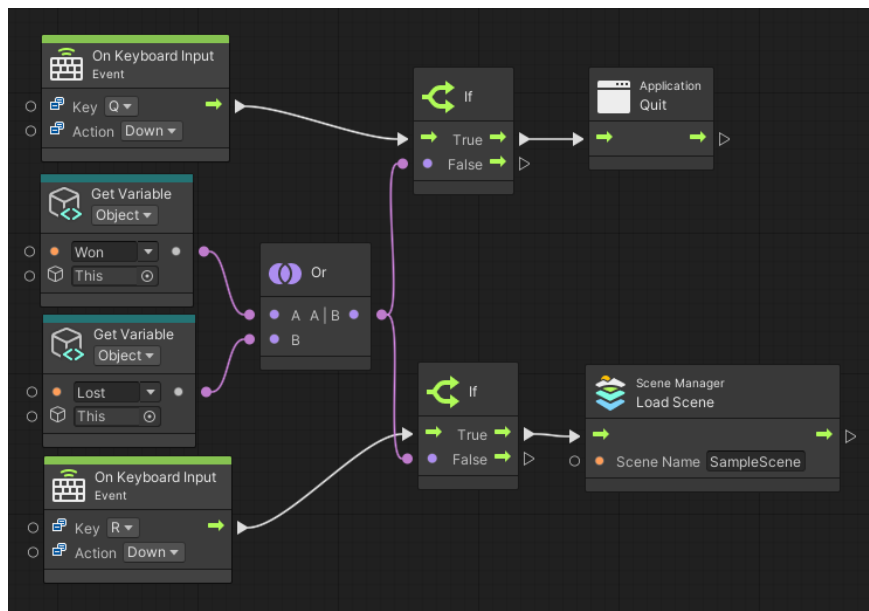 On Keyboard Input
Event
Key Q
Action Down
If
True
False
Application
Quit
Get Variable
Object
Won
This
Or
A A|B
B
Get Variable
Object
Lost
This
If
True
False
Scene Manager
Load Scene
Scene Name SampleScene
On Keyboard Input
Event
Key R
Action Down